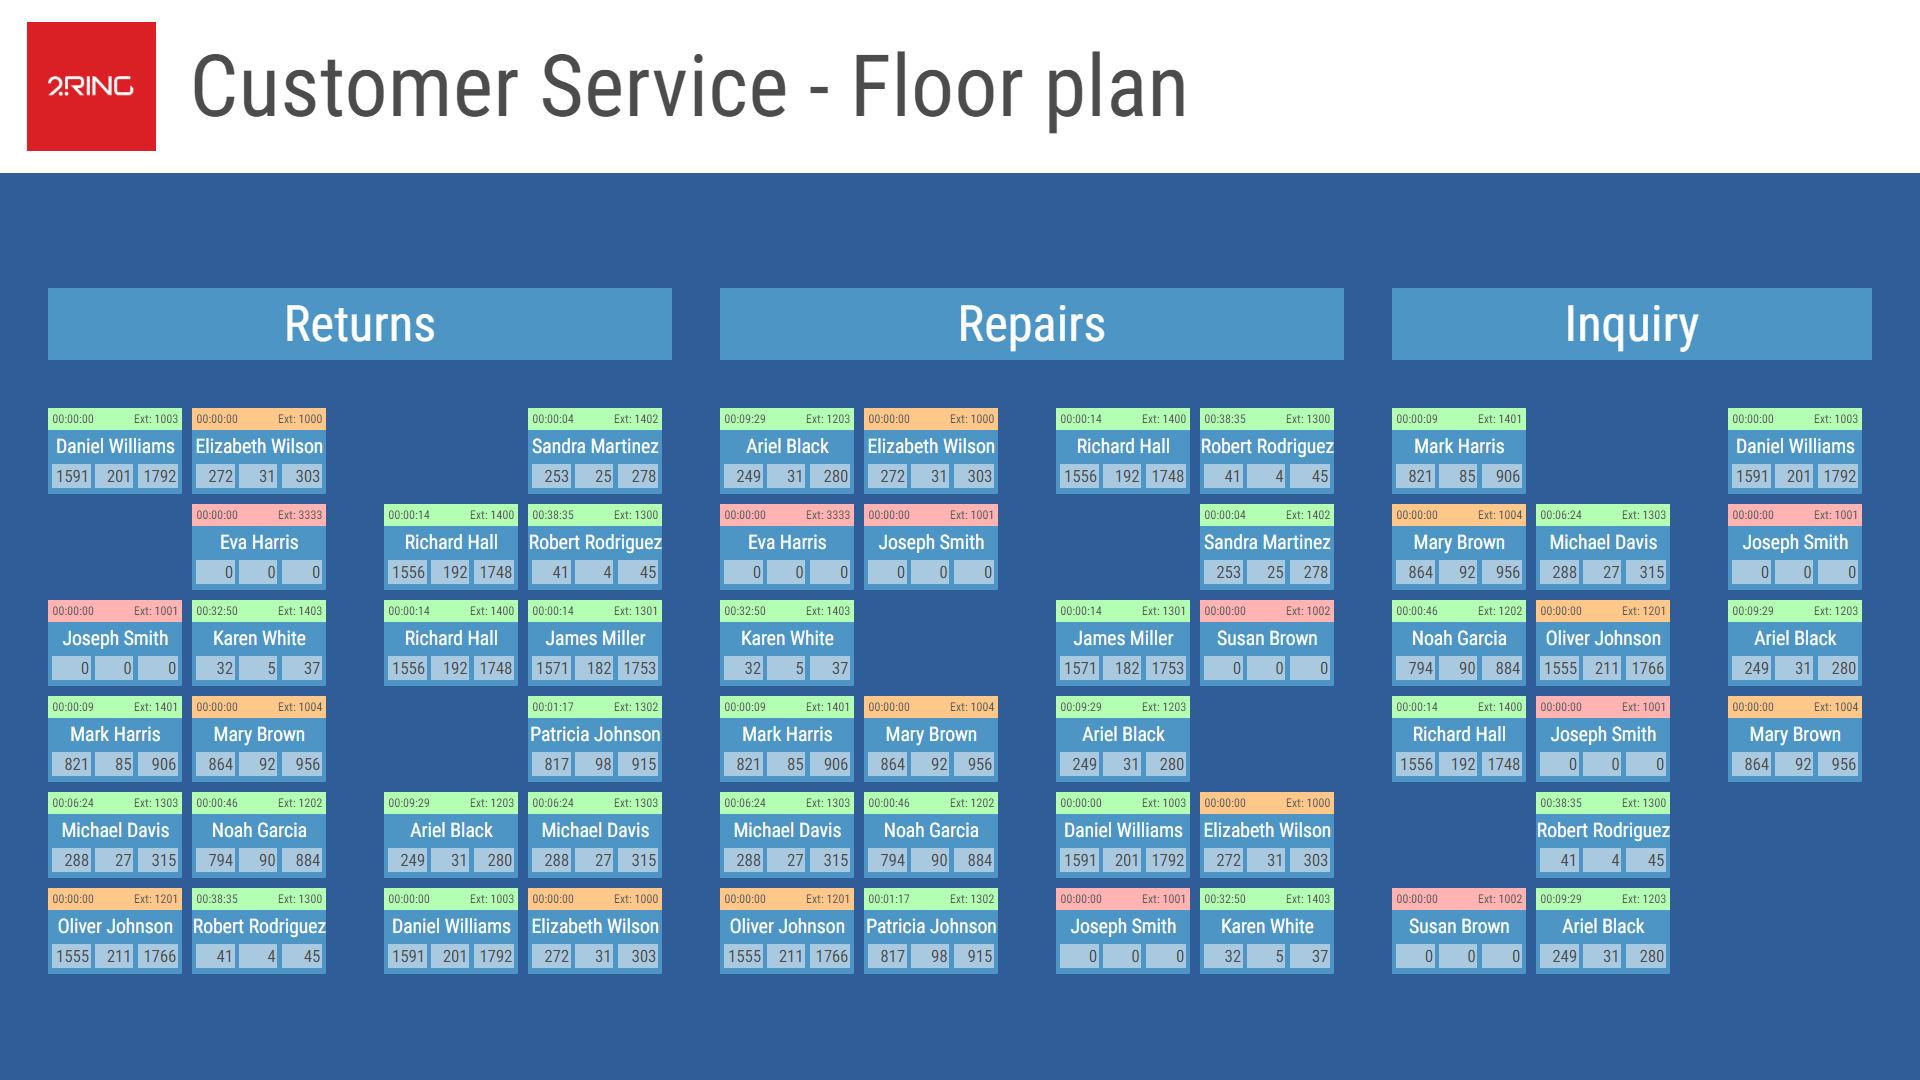 2RING
Customer Service - Floor plan
Returns Repairs Inquiry
00:00:00 Ext: 1003 00:00:00 Ext: 1000 00:00:04 Ext: 1402 00:09:29 Ext: 1203 00:00:00 Ext: 1000 00:00:14 Ext: 1400 00:38:35 Ext: 1300 00:00:09 Ext: 1401 00:00:00 Ext: 1003
Daniel Williams Elizabeth Wilson Sandra Martinez Ariel Black Elizabeth Wilson Richard Hall Robert Rodriguez Mark Harris Daniel Williams
1591 201 1792 272 31 303 253 25 278 249 31 280 272 31 303 1556 192 1748 41 4 45 821 85 906 1591 201 1792
00:00:00 Ext: 3333 00:00:14 Ext: 1400 00:38:35 Ext: 1300 00:00:00 Ext: 3333 00:00:00 Ext: 1001 00:00:04 Ext: 1402 00:00:00 Ext: 1004 00:06:24 Ext: 1303 00:00:00 Ext: 1001
Eva Harris Richard Hall Robert Rodriguez Eva Harris Joseph Smith Sandra Martinez Mary Brown Michael Davis Joseph Smith
0 0 0 1556 192 1748 41 4 45 0 0 0 0 0 0 253 25 278 864 92 956 288 27 315 0 0 0
00:00:00 Ext: 1001 00:32:50 Ext: 1403 00:00:14 Ext: 1400 00:00:14 Ext: 1301 00:32:50 Ext: 1403 00:00:14 Ext: 1301 00:00:00 Ext: 1002 00:00:46 Ext: 1202 00:00:00 Ext: 1201 00:09:29 Ext: 1203
Joseph Smith Karen White Richard Hall James Miller Karen White James Miller Susan Brown Noah Garcia Oliver Johnson Ariel Black
0 0 0 32 5 37 1556 192 1748 1571 182 1753 32 5 37 1571 182 1753 0 0 0 794 90 884 1555 211 1766 249 31 280
00:00:09 Ext: 1401 00:00:00 Ext: 1004 00:01:17 Ext: 1302 00:00:09 Ext: 1401 00:00:00 Ext: 1004 00:09:29 Ext: 1203 00:00:14 Ext: 1400 00:00:00 Ext: 1001 00:00:00 Ext: 1004
Mark Harris Mary Brown Patricia Johnson Mark Harris Mary Brown Ariel Black Richard Hall Joseph Smith Mary Brown
821 85 906 864 92 956 817 98 915 821 85 906 864 92 956 249 31 280 1556 192 1748 0 0 0 864 92 956
00:06:24 Ext: 1303 00:00:46 Ext: 1202 00:09:29 Ext: 1203 00:06:24 Ext: 1303 00:06:24 Ext: 1303 00:00:46 Ext: 1202 00:00:00 Ext: 1003 00:00:00 Ext: 1000 00:38:35 Ext: 1300
Michael Davis Noah Garcia Ariel Black Michael Davis Michael Davis Noah Garcia Daniel Williams Elizabeth Wilson Robert Rodriguez
288 27 315 794 90 884 249 31 280 288 27 315 288 27 315 794 90 884 1591 201 1792 272 31 303 41 4 45
00:00:00 Ext: 1201 00:38:35 Ext: 1300 00:00:00 Ext: 1003 00:00:00 Ext: 1000 00:00:00 Ext: 1201 00:01:17 Ext: 1302 00:00:00 Ext: 1001 00:32:50 Ext: 1403 00:00:00 Ext: 1002 00:09:29 Ext: 1203
Oliver Johnson Robert Rodriguez Daniel Williams Elizabeth Wilson Oliver Johnson Patricia Johnson Joseph Smith Karen White Susan Brown Ariel Black
1555 211 1766 41 4 45 1591 201 1792 272 31 303 1555 211 1766 817 98 915 0 0 0 32 5 37 0 0 0 249 31 280